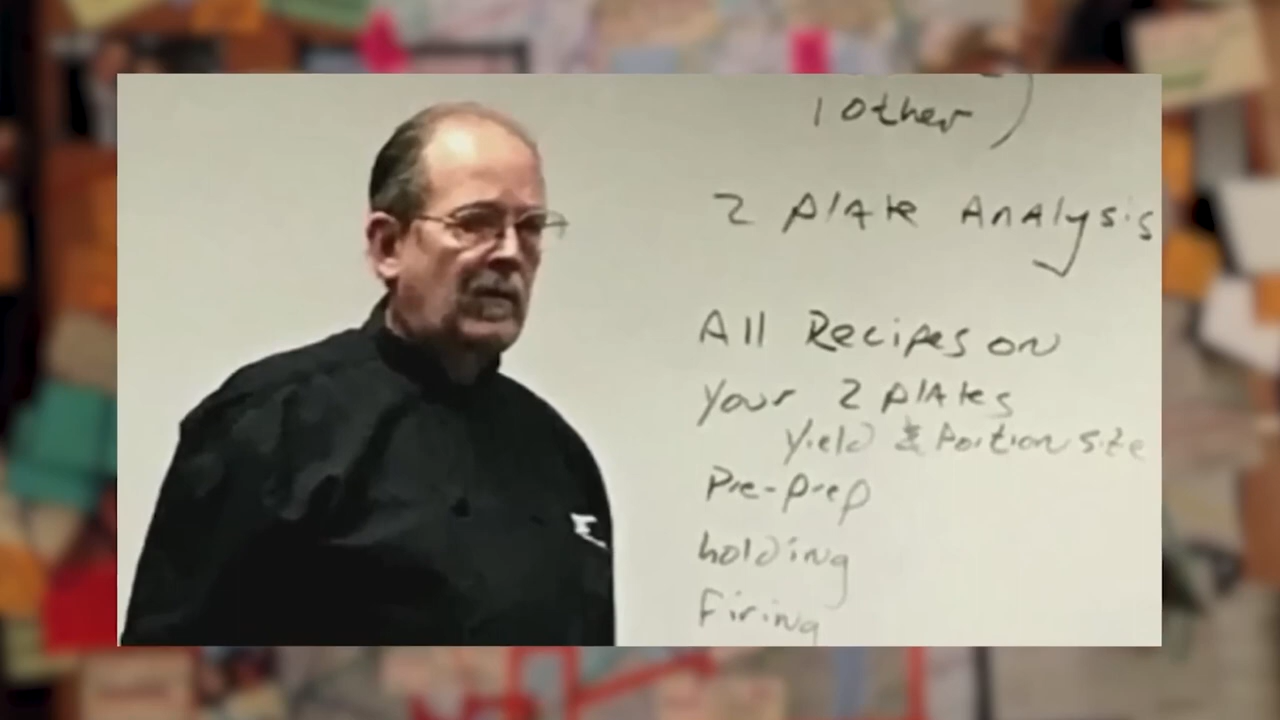 1 Other )
2 plate Analysis
All Recipes on
your 2 plates
Yield & Portion size
Pre-prep
holding
Firing